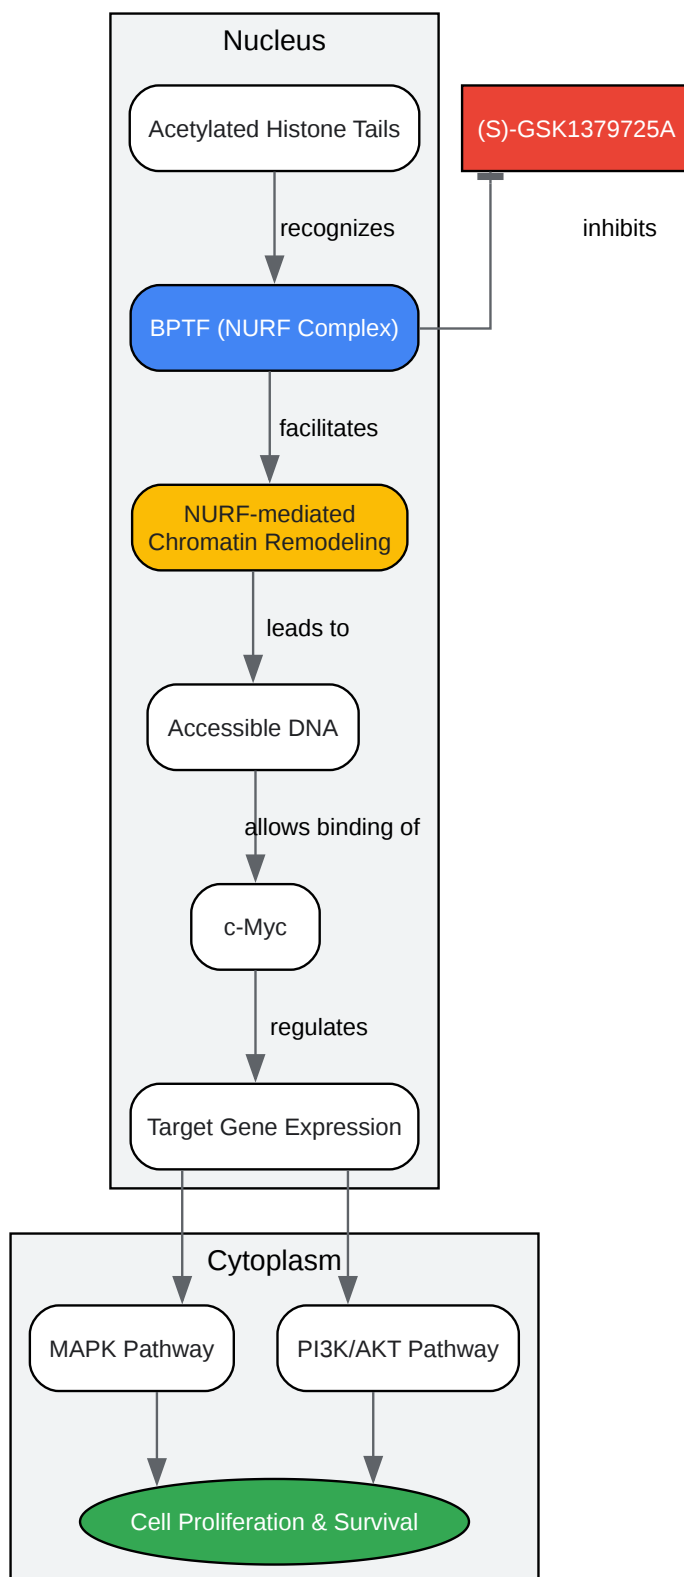 Nucleus
Acetylated Histone Tails
(S)-GSK1379725A
recognizes
inhibits
BPTF (NURF Complex)
facilitates
NURF-mediated
Chromatin Remodeling
leads to
Accessible DNA
allows binding of
c-Myc
regulates
Target Gene Expression
Cytoplasm
MAPK Pathway
PI3K/AKT Pathway
Cell Proliferation & Survival